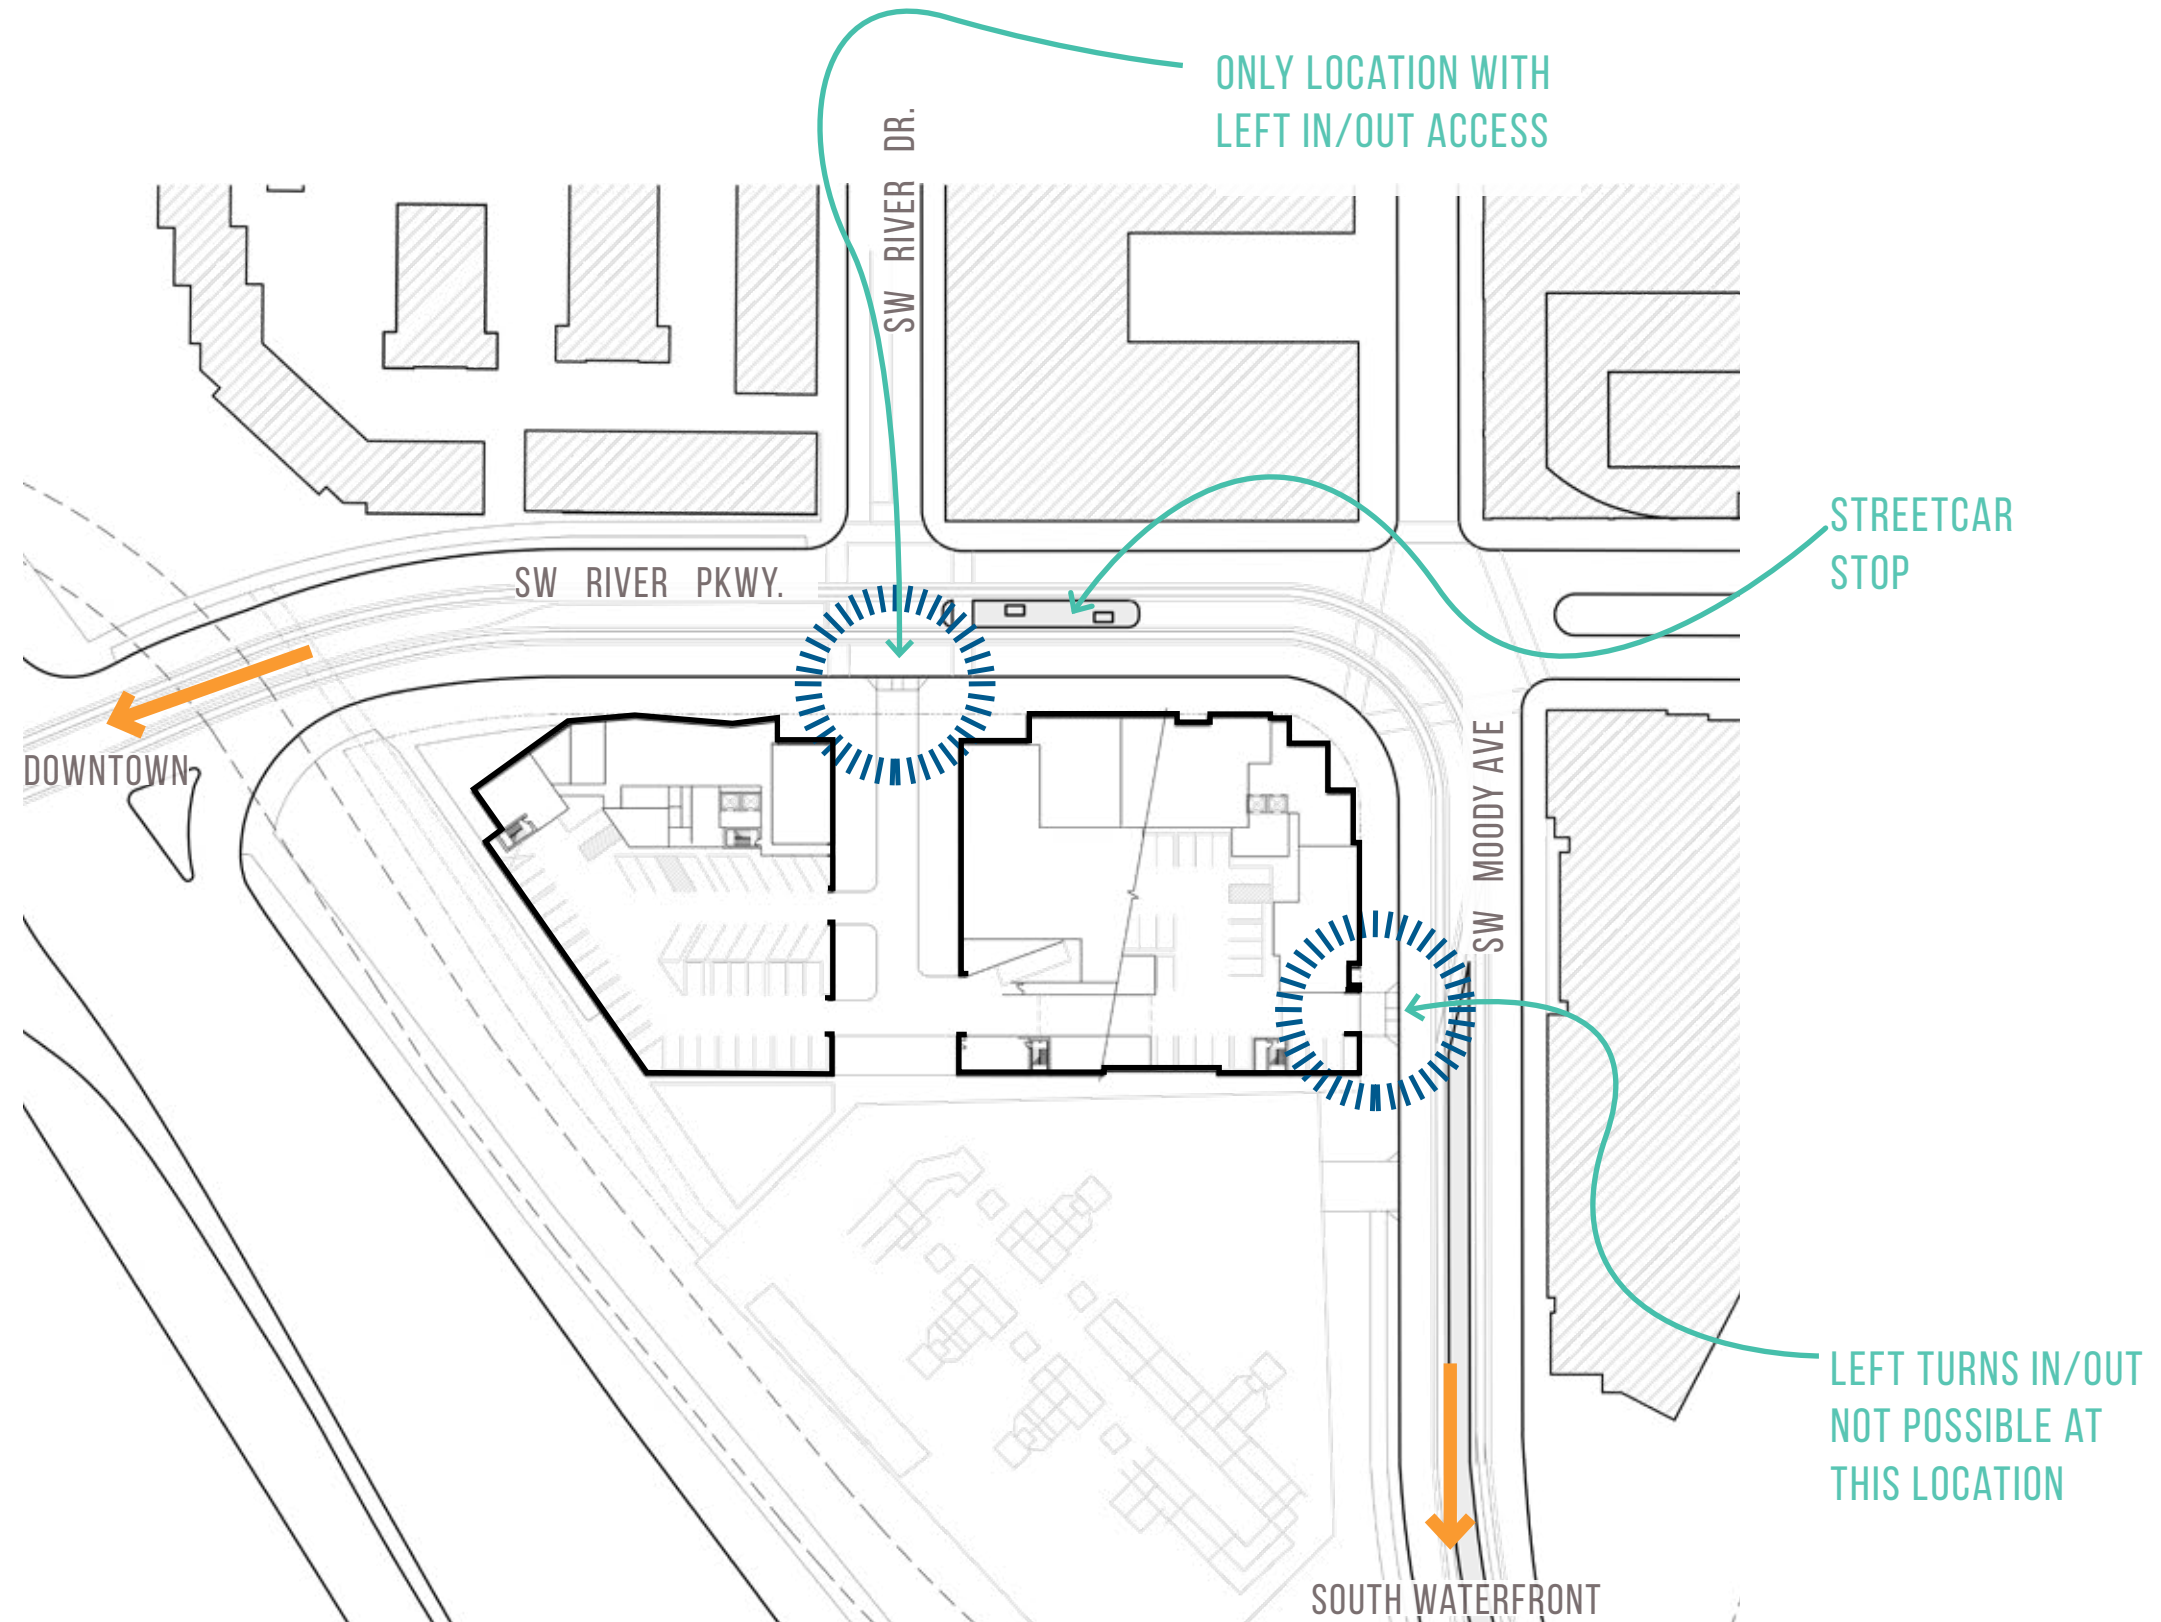 ONLY LOCATION WITH
LEFT IN/OUT ACCESS
SW RIVER DR.
STREETCAR
STOP
SW RIVER PKWY.
DOWNTOWN
SW MOODY AVE
LEFT TURNS IN/OUT
NOT POSSIBLE AT
THIS LOCATION
SOUTH WATERFRONT